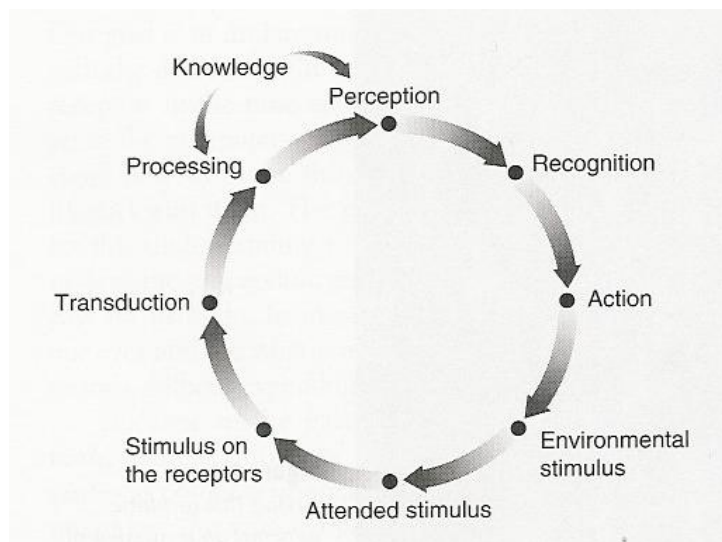 Knowledge
Perception
Processing
Recognition
Transduction
Action
Stimulus on
the receptors
Environmental
stimulus
Attended stimulus